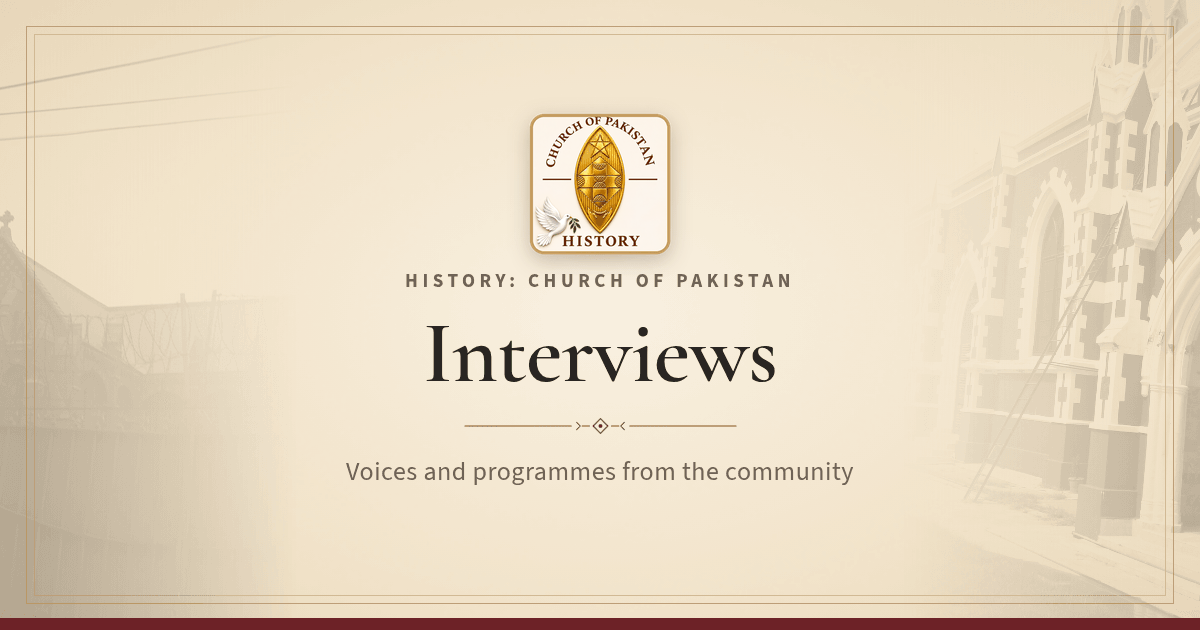 CHURCH OF PAKISTAN
HISTORY
HISTORY: CHURCH OF PAKISTAN
Interviews
Voices and programmes from the community